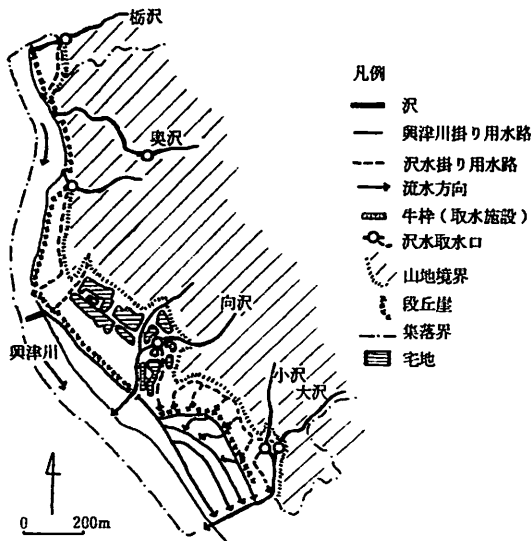 栃沢
奥沢
向沢
小沢
大沢
興津川
0 200m
凡例
沢
興津川掛り用水路
沢水掛り用水路
流水方向
牛枠（取水施設）
沢水取水口
山地境界
段丘崖
集落界
宅地